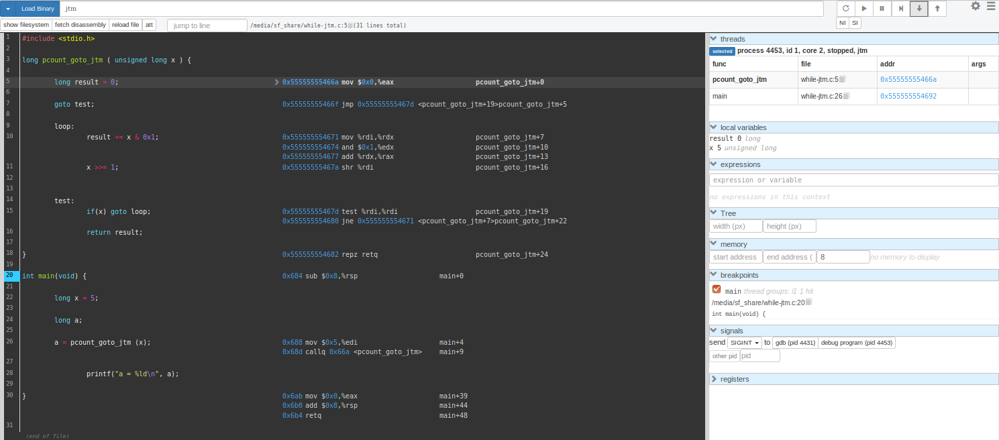 Load Binary jtm
show filesystem fetch disassembly reload file att jump to line /media/sf_share/while-jtm.c:5 (31 lines total)
NI SI
1 #include <stdio.h>
2
3 long pcount_goto_jtm ( unsigned long x ) {
4
5 long result = 0; 0x55555555466a mov $0x0,%eax pcount_goto_jtm+0
6
7 goto test; 0x55555555466f jmp 0x55555555467d <pcount_goto_jtm+19>pcount_goto_jtm+5
8
9 loop:
10 result += x & 0x1; 0x555555554671 mov %rdi,%rdx pcount_goto_jtm+7
0x555555554674 and $0x1,%edx pcount_goto_jtm+10
0x555555554677 add %rdx,%rax pcount_goto_jtm+13
11 x >>= 1; 0x55555555467a shr %rdi pcount_goto_jtm+16
12
13
14 test:
15 if(x) goto loop; 0x55555555467d test %rdi,%rdi pcount_goto_jtm+19
0x555555554680 jne 0x555555554671 <pcount_goto_jtm+7>pcount_goto_jtm+22
16 return result;
17
18 } 0x555555554682 repz retq pcount_goto_jtm+24
19
20 int main(void) { 0x684 sub $0x8,%rsp main+0
21
22 long x = 5;
23
24 long a;
25
26 a = pcount_goto_jtm (x); 0x688 mov $0x5,%edi main+4
0x68d callq 0x66a <pcount_goto_jtm> main+9
27
28 printf("a = %ld\n", a);
29
30 } 0x6ab mov $0x0,%eax main+39
0x6b0 add $0x8,%rsp main+44
0x6b4 retq main+48
31
(end of file)
threads
selected process 4453, id 1, core 2, stopped, jtm
func file addr args
pcount_goto_jtm while-jtm.c:5 0x55555555466a
main while-jtm.c:26 0x555555554692
local variables
result 0 long
x 5 unsigned long
expressions
expression or variable
no expressions in this context
Tree
width (px) height (px)
memory
start address end address ( 8 no memory to display
breakpoints
main thread groups: i1 1 hit
/media/sf_share/while-jtm.c:20
int main(void) {
signals
send SIGINT to gdb (pid 4431) debug program (pid 4453)
other pid pid
registers